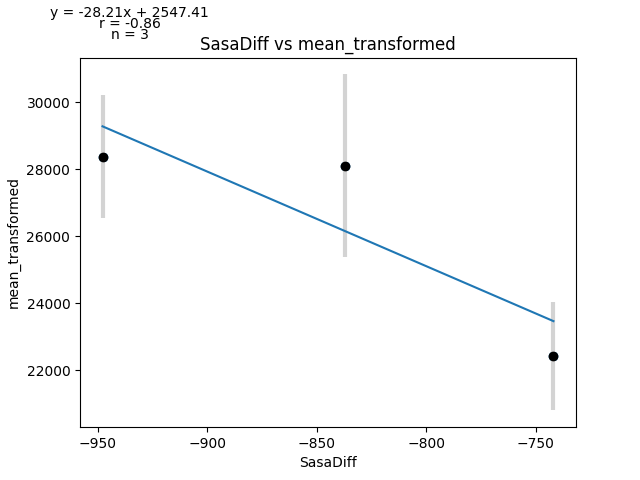 y = -28.21x + 2547.41
r = -0.86
n = 3
SasaDiff vs mean_transformed
30000
28000
26000
24000
22000
mean_transformed
−950
−900
−850
−800
−750
SasaDiff